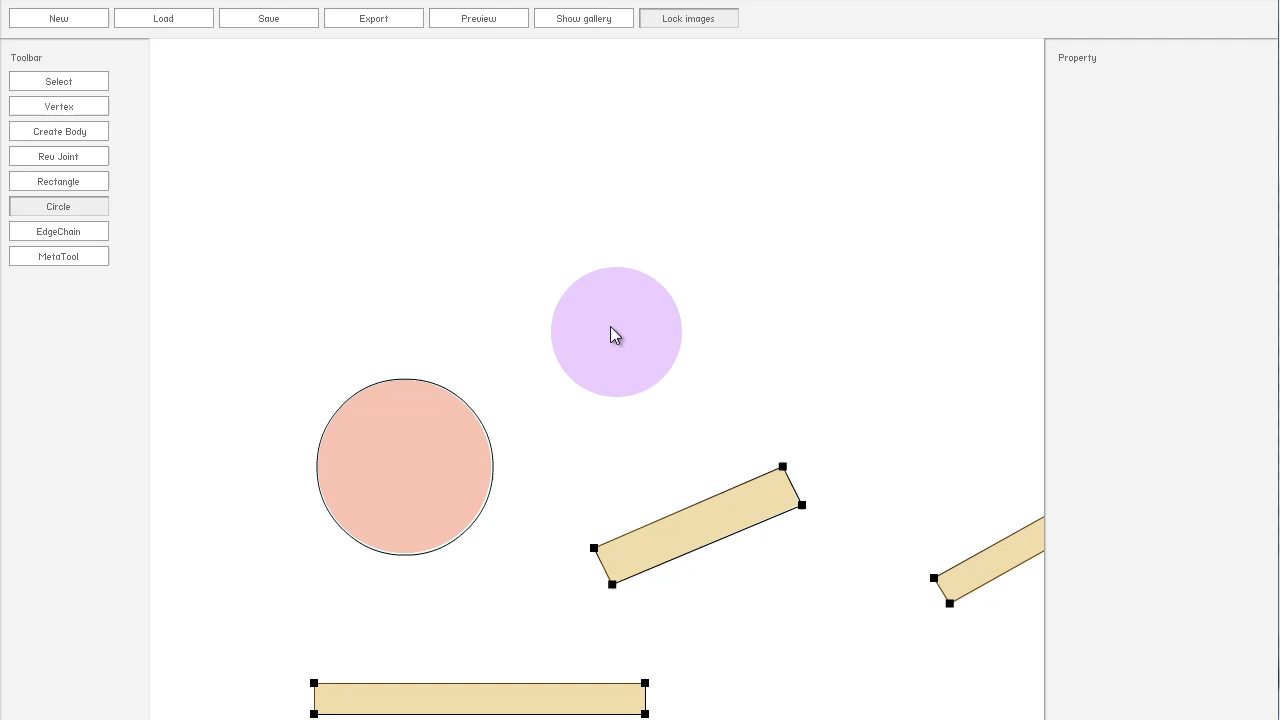 New Load Save Export Preview Show gallery Lock images
Toolbar
Property
Select
Vertex
Create Body
Rev Joint
Rectangle
Circle
EdgeChain
MetaTool